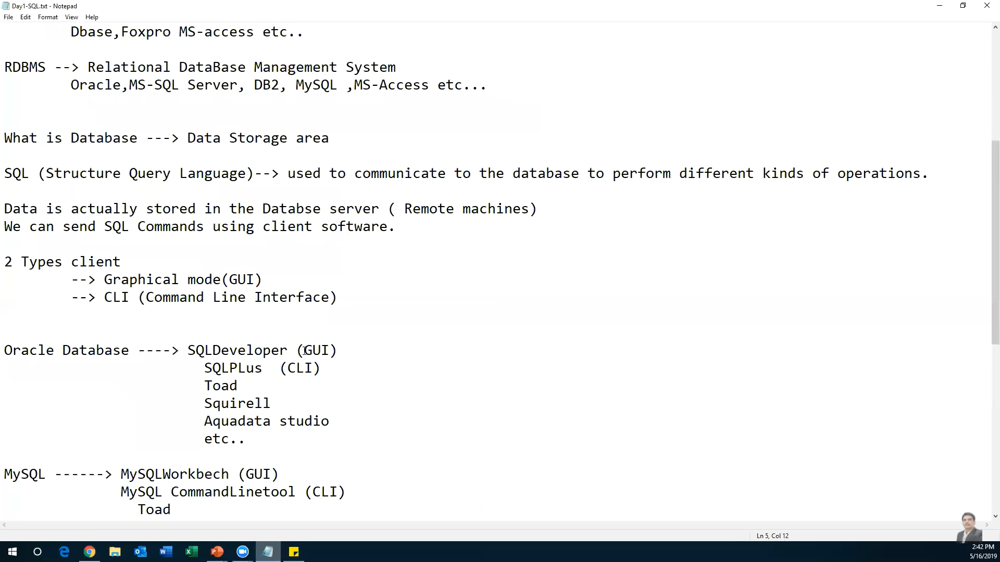 Day1-SQL.txt - Notepad
File Edit Format View Help
Dbase,Foxpro MS-access etc..
RDBMS --> Relational DataBase Management System
Oracle,MS-SQL Server, DB2, MySQL ,MS-Access etc...
What is Database ---> Data Storage area
SQL (Structure Query Language)--> used to communicate to the database to perform different kinds of operations.
Data is actually stored in the Databse server ( Remote machines)
We can send SQL Commands using client software.
2 Types client
--> Graphical mode(GUI)
--> CLI (Command Line Interface)
Oracle Database ----> SQLDeveloper (GUI)
SQLPLus (CLI)
Toad
Squirell
Aquadata studio
etc..
MySQL ------> MySQLWorkbech (GUI)
MySQL CommandLinetool (CLI)
Toad
Ln 5, Col 12
2:42 PM
5/16/2019